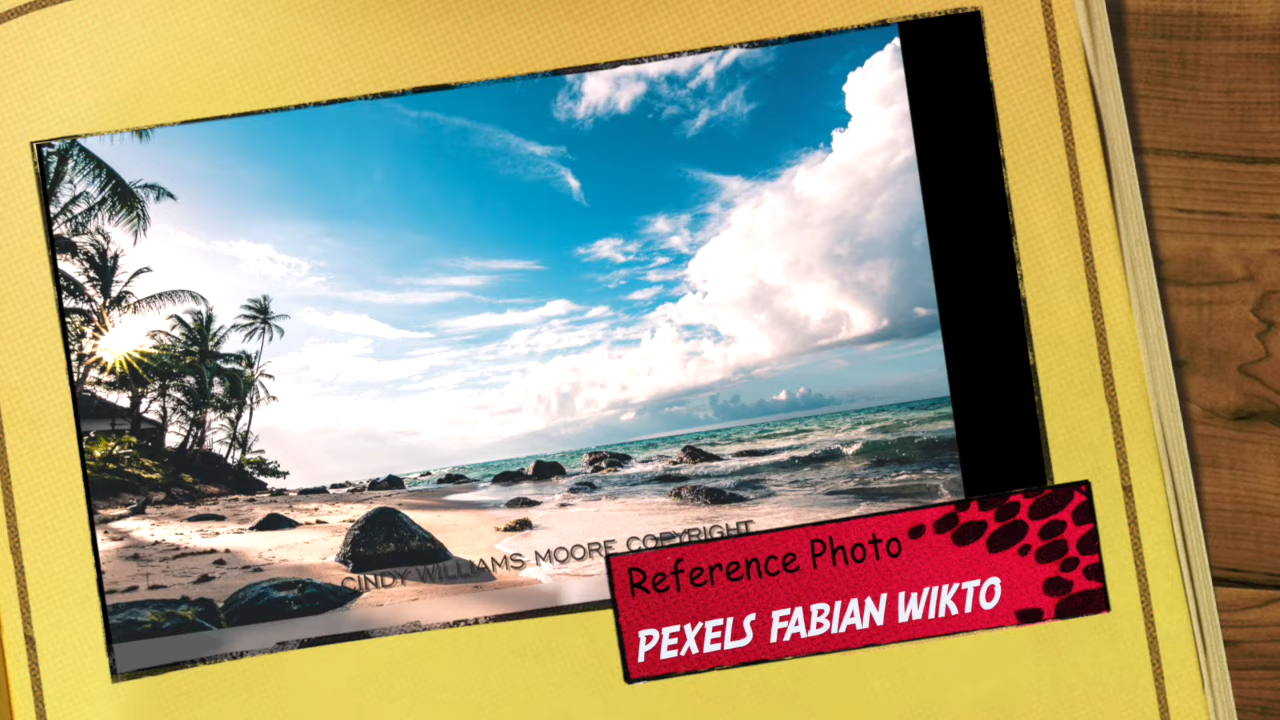 CINDY WILLIAMS MOORE COPYRIGHT
Reference Photo
PEXELS FABIAN WIKTO